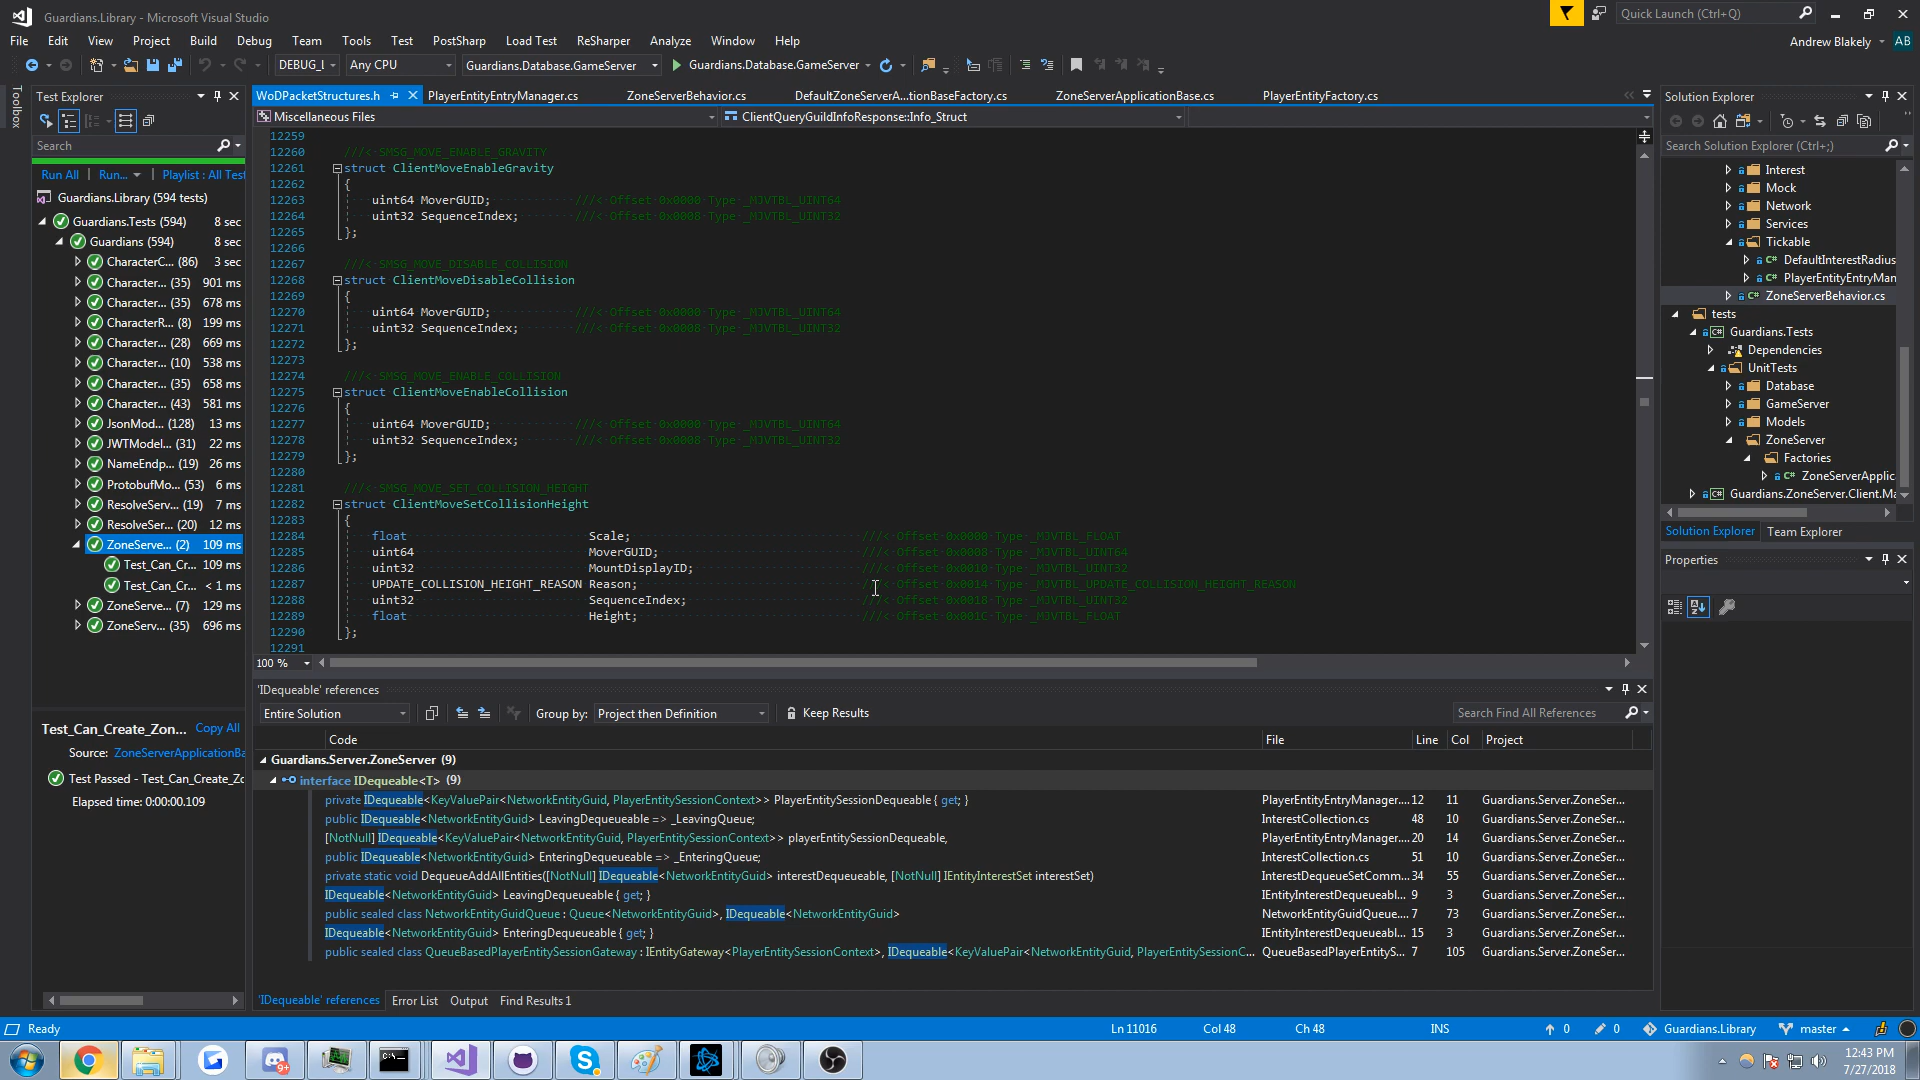 Guardians.Library - Microsoft Visual Studio
Quick Launch (Ctrl+Q)
File Edit View Project Build Debug Team Tools Test PostSharp Load Test ReSharper Analyze Window Help
Andrew Blakely AB
DEBUG_I Any CPU Guardians.Database.GameServer Guardians.Database.GameServer
Toolbox
Test Explorer
Search
Run All Run... Playlist : All Test
Guardians.Library (594 tests)
Guardians.Tests (594) 8 sec
Guardians (594) 8 sec
CharacterC... (86) 3 sec
Character... (35) 901 ms
Character... (35) 678 ms
CharacterR... (8) 199 ms
Character... (28) 669 ms
Character... (10) 538 ms
Character... (35) 658 ms
Character... (43) 581 ms
JsonMod... (128) 13 ms
JWTModel... (31) 22 ms
NameEndp... (19) 26 ms
ProtobufMo... (53) 6 ms
ResolveServ... (19) 7 ms
ResolveSer... (20) 12 ms
ZoneServe... (2) 109 ms
Test_Can_Cr... 109 ms
Test_Can_Cr... < 1 ms
ZoneServe... (7) 129 ms
ZoneServ... (35) 696 ms
Test_Can_Create_Zon... Copy All
Source: ZoneServerApplicationBa
Test Passed - Test_Can_Create_Zo
Elapsed time: 0:00:00.109
WoDPacketStructures.h PlayerEntityEntryManager.cs ZoneServerBehavior.cs DefaultZoneServerA...tionBaseFactory.cs ZoneServerApplicationBase.cs PlayerEntityFactory.cs
Miscellaneous Files ClientQueryGuildInfoResponse::Info_Struct
12259
12260 ///< SMSG_MOVE_ENABLE_GRAVITY
12261 struct ClientMoveEnableGravity
12262 {
12263 uint64 MoverGUID; ///< Offset 0x0000 Type _MJVTBL_UINT64
12264 uint32 SequenceIndex; ///< Offset 0x0008 Type _MJVTBL_UINT32
12265 };
12266
12267 ///< SMSG_MOVE_DISABLE_COLLISION
12268 struct ClientMoveDisableCollision
12269 {
12270 uint64 MoverGUID; ///< Offset 0x0000 Type _MJVTBL_UINT64
12271 uint32 SequenceIndex; ///< Offset 0x0008 Type _MJVTBL_UINT32
12272 };
12273
12274 ///< SMSG_MOVE_ENABLE_COLLISION
12275 struct ClientMoveEnableCollision
12276 {
12277 uint64 MoverGUID; ///< Offset 0x0000 Type _MJVTBL_UINT64
12278 uint32 SequenceIndex; ///< Offset 0x0008 Type _MJVTBL_UINT32
12279 };
12280
12281 ///< SMSG_MOVE_SET_COLLISION_HEIGHT
12282 struct ClientMoveSetCollisionHeight
12283 {
12284 float Scale; ///< Offset 0x0000 Type _MJVTBL_FLOAT
12285 uint64 MoverGUID; ///< Offset 0x0008 Type _MJVTBL_UINT64
12286 uint32 MountDisplayID; ///< Offset 0x0010 Type _MJVTBL_UINT32
12287 UPDATE_COLLISION_HEIGHT_REASON Reason; ///< Offset 0x0014 Type _MJVTBL_UPDATE_COLLISION_HEIGHT_REASON
12288 uint32 SequenceIndex; ///< Offset 0x0018 Type _MJVTBL_UINT32
12289 float Height; ///< Offset 0x001C Type _MJVTBL_FLOAT
12290 };
12291
100 %
'IDequeable' references
Entire Solution Group by: Project then Definition Keep Results Search Find All References
Code File Line Col Project
Guardians.Server.ZoneServer (9)
interface IDequeable<T> (9)
private IDequeable<KeyValuePair<NetworkEntityGuid, PlayerEntitySessionContext>> PlayerEntitySessionDequeable { get; } PlayerEntityEntryManager.... 12 11 Guardians.Server.ZoneSer...
public IDequeable<NetworkEntityGuid> LeavingDequeueable => _LeavingQueue; InterestCollection.cs 48 10 Guardians.Server.ZoneSer...
[NotNull] IDequeable<KeyValuePair<NetworkEntityGuid, PlayerEntitySessionContext>> playerEntitySessionDequeable, PlayerEntityEntryManager.... 20 14 Guardians.Server.ZoneSer...
public IDequeable<NetworkEntityGuid> EnteringDequeueable => _EnteringQueue; InterestCollection.cs 51 10 Guardians.Server.ZoneSer...
private static void DequeueAddAllEntities([NotNull] IDequeable<NetworkEntityGuid> interestDequeueable, [NotNull] IEntityInterestSet interestSet) InterestDequeueSetComm... 34 55 Guardians.Server.ZoneSer...
IDequeable<NetworkEntityGuid> LeavingDequeueable { get; } IEntityInterestDequeueabl... 9 3 Guardians.Server.ZoneSer...
public sealed class NetworkEntityGuidQueue : Queue<NetworkEntityGuid>, IDequeable<NetworkEntityGuid> NetworkEntityGuidQueue.... 7 73 Guardians.Server.ZoneSer...
IDequeable<NetworkEntityGuid> EnteringDequeueable { get; } IEntityInterestDequeueabl... 15 3 Guardians.Server.ZoneSer...
public sealed class QueueBasedPlayerEntitySessionGateway : IEntityGateway<PlayerEntitySessionContext>, IDequeable<KeyValuePair<NetworkEntityGuid, PlayerEntitySessionC... QueueBasedPlayerEntityS... 7 105 Guardians.Server.ZoneSer...
'IDequeable' references Error List Output Find Results 1
Solution Explorer
Search Solution Explorer (Ctrl+;)
Interest
Mock
Network
Services
Tickable
DefaultInterestRadius
PlayerEntityEntryMan
ZoneServerBehavior.cs
tests
Guardians.Tests
Dependencies
UnitTests
Database
GameServer
Models
ZoneServer
Factories
ZoneServerApplic
Guardians.ZoneServer.Client.Ma
Solution Explorer Team Explorer
Properties
Ready Ln 11016 Col 48 Ch 48 INS 0 0 Guardians.Library master
12:43 PM
7/27/2018